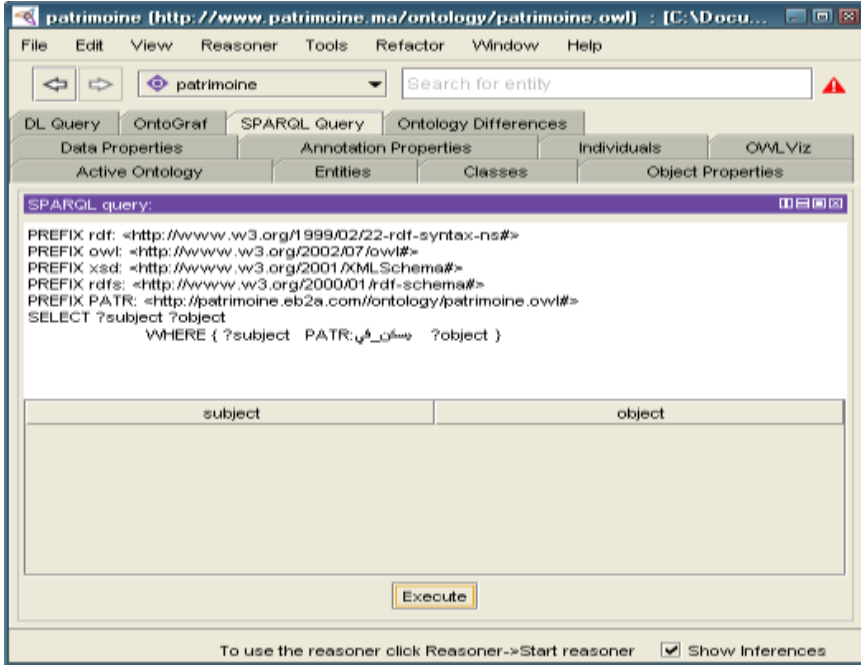 patrimoine (http://www.patrimoine.ma/ontology/patrimoine.owl) : [C:\Docu...
File Edit View Reasoner Tools Refactor Window Help
patrimoine Search for entity
DL Query OntoGraf SPARQL Query Ontology Differences
Data Properties Annotation Properties Individuals OWLViz
Active Ontology Entities Classes Object Properties
SPARQL query:
PREFIX rdf: <http://www.w3.org/1999/02/22-rdf-syntax-ns#>
PREFIX owl: <http://www.w3.org/2002/07/owl#>
PREFIX xsd: <http://www.w3.org/2001/XMLSchema#>
PREFIX rdfs: <http://www.w3.org/2000/01/rdf-schema#>
PREFIX PATR: <http://patrimoine.eb2a.com//ontology/patrimoine.owl#>
SELECT ?subject ?object
WHERE { ?subject PATR: ?object }
subject object
Execute
To use the reasoner click Reasoner->Start reasoner Show Inferences